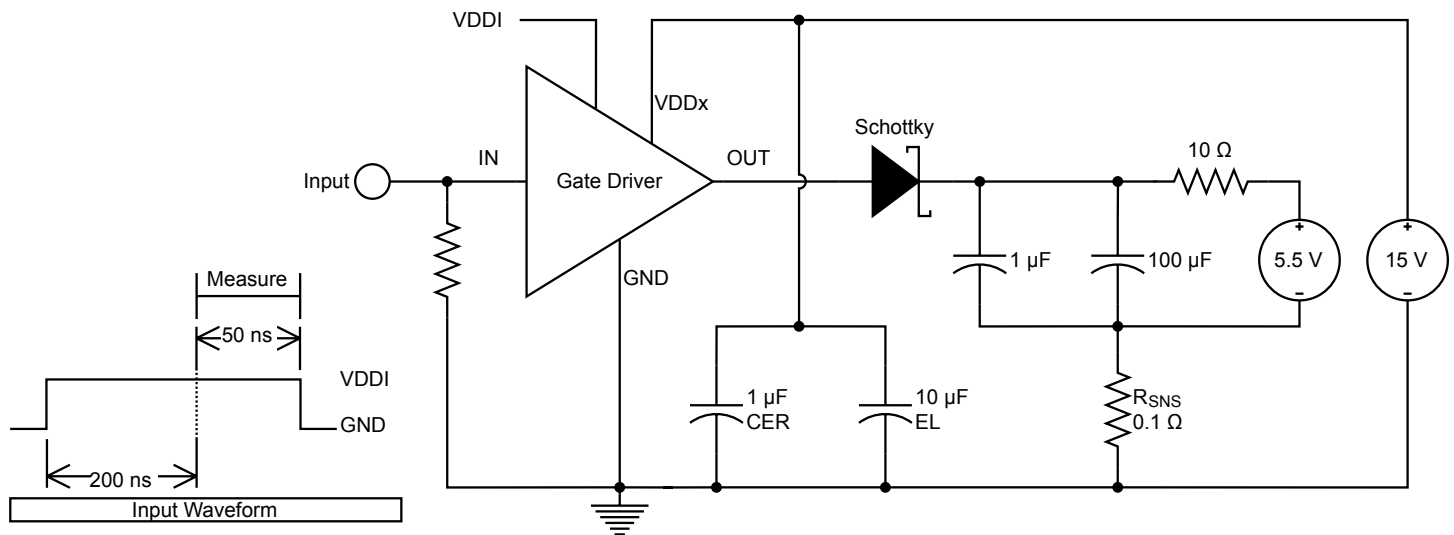 VDDI
VDDx
Schottky
10 Ω
IN
OUT
Input
Gate Driver
+
+
1 µF
100 µF
5.5 V
15 V
GND
−
−
Measure
50 ns
VDDI
GND
200 ns
Input Waveform
1 µF
CER
10 µF
EL
RSNS
0.1 Ω